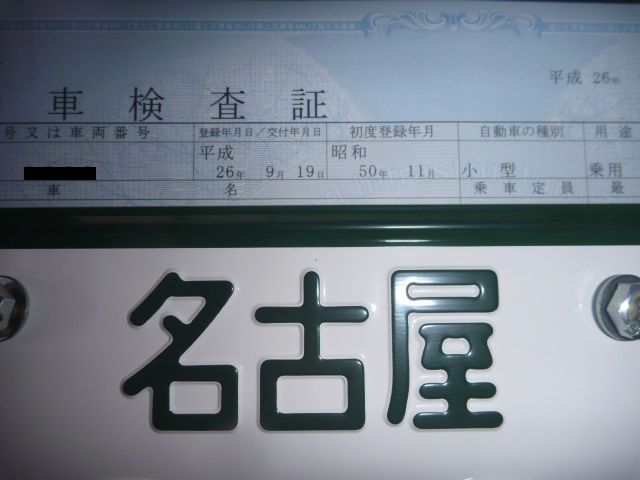 平成 26年
車検査証
号又は車両番号 登録年月日／交付年月日 初度登録年月 自動車の種別 用途
平成 昭和
26年 9月 19日 50年 11月 小型 乗用
車 名 乗車定員 最
名古屋